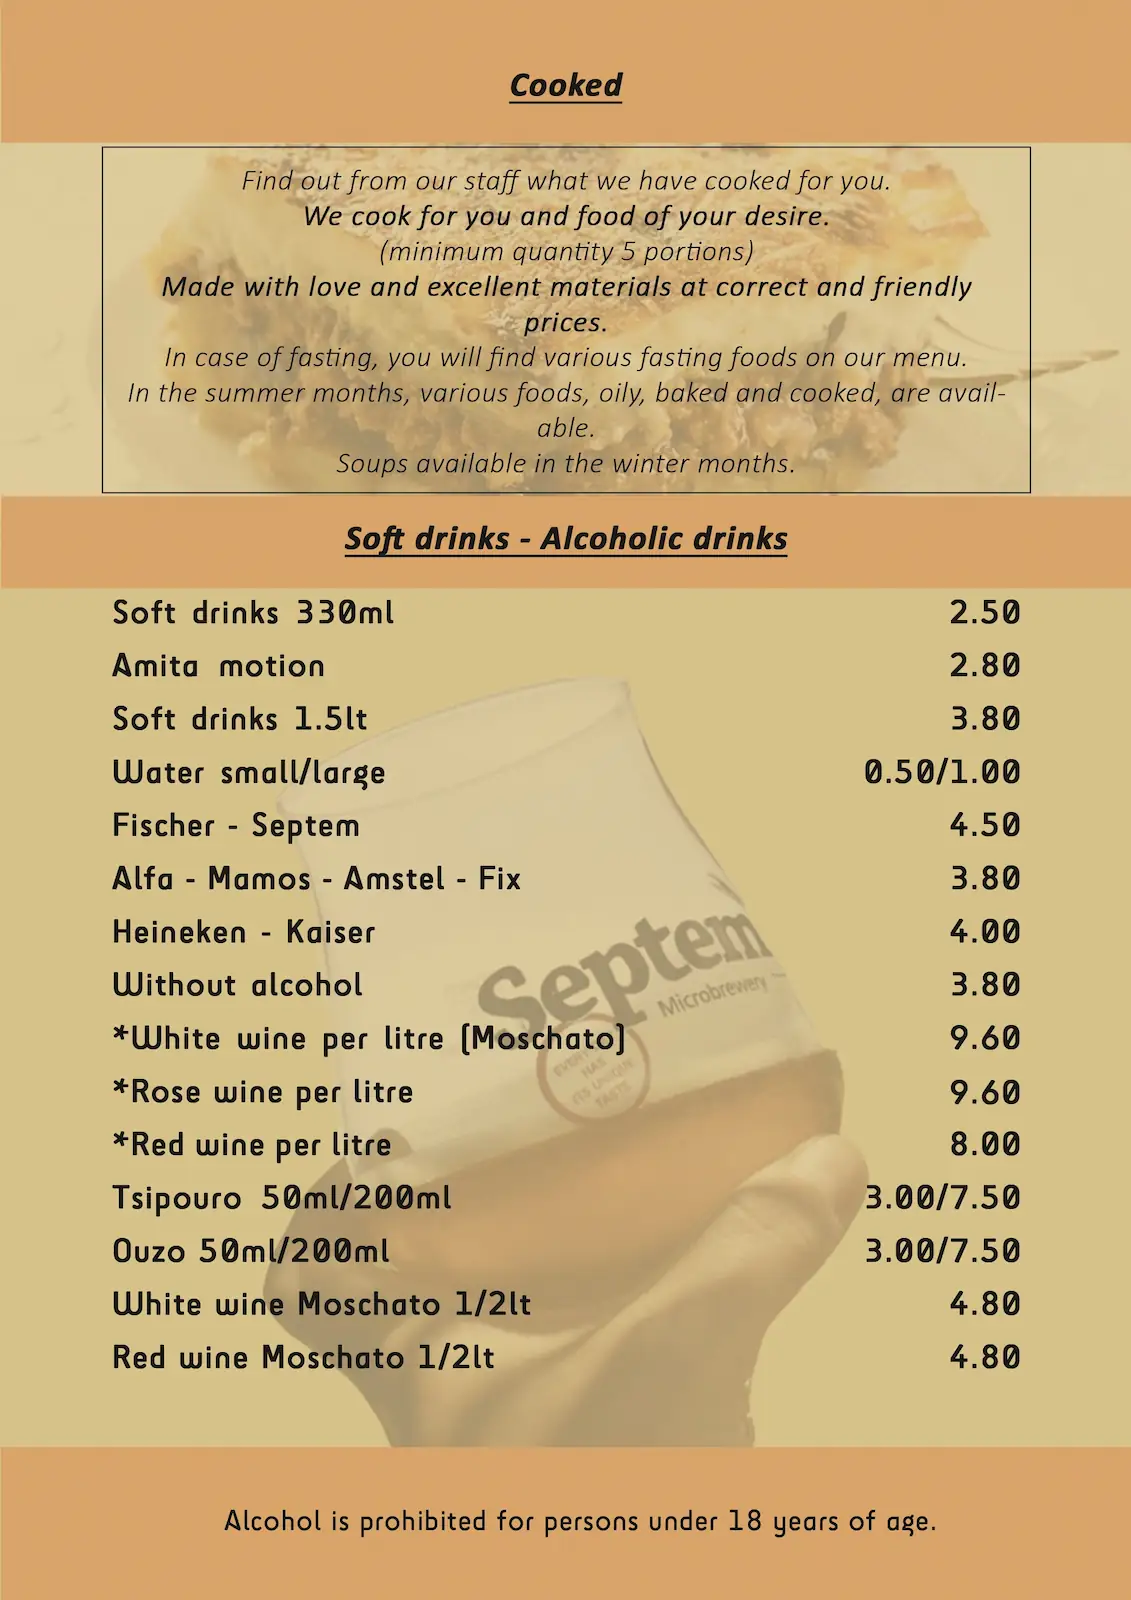 Cooked
Find out from our staff what we have cooked for you.
We cook for you and food of your desire.
(minimum quantity 5 portions)
Made with love and excellent materials at correct and friendly
prices.
In case of fasting, you will find various fasting foods on our menu.
In the summer months, various foods, oily, baked and cooked, are avail-
able.
Soups available in the winter months.
Soft drinks - Alcoholic drinks
Soft drinks 330ml 2.50
Amita motion 2.80
Soft drinks 1.5lt 3.80
Water small/large 0.50/1.00
Fischer - Septem 4.50
Alfa - Mamos - Amstel - Fix 3.80
Heineken - Kaiser 4.00
Without alcohol 3.80
*White wine per litre (Moschato) 9.60
*Rose wine per litre 9.60
*Red wine per litre 8.00
Tsipouro 50ml/200ml 3.00/7.50
Ouzo 50ml/200ml 3.00/7.50
White wine Moschato 1/2lt 4.80
Red wine Moschato 1/2lt 4.80
Septem
Microbrewery
EVERY
HAS
ITS UNIQUE
TASTE
Alcohol is prohibited for persons under 18 years of age.